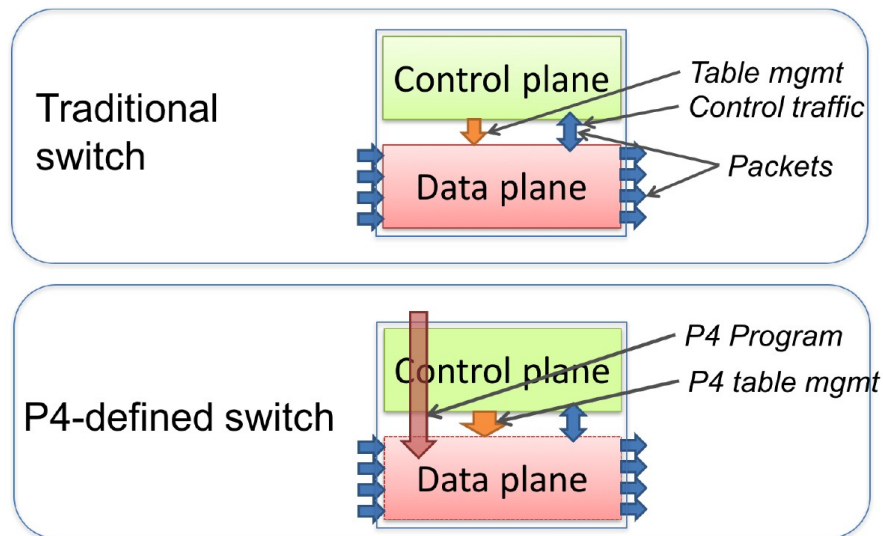 Traditional
switch
Control plane
Data plane
Table mgmt
Control traffic
Packets
P4-defined switch
Control plane
Data plane
P4 Program
P4 table mgmt